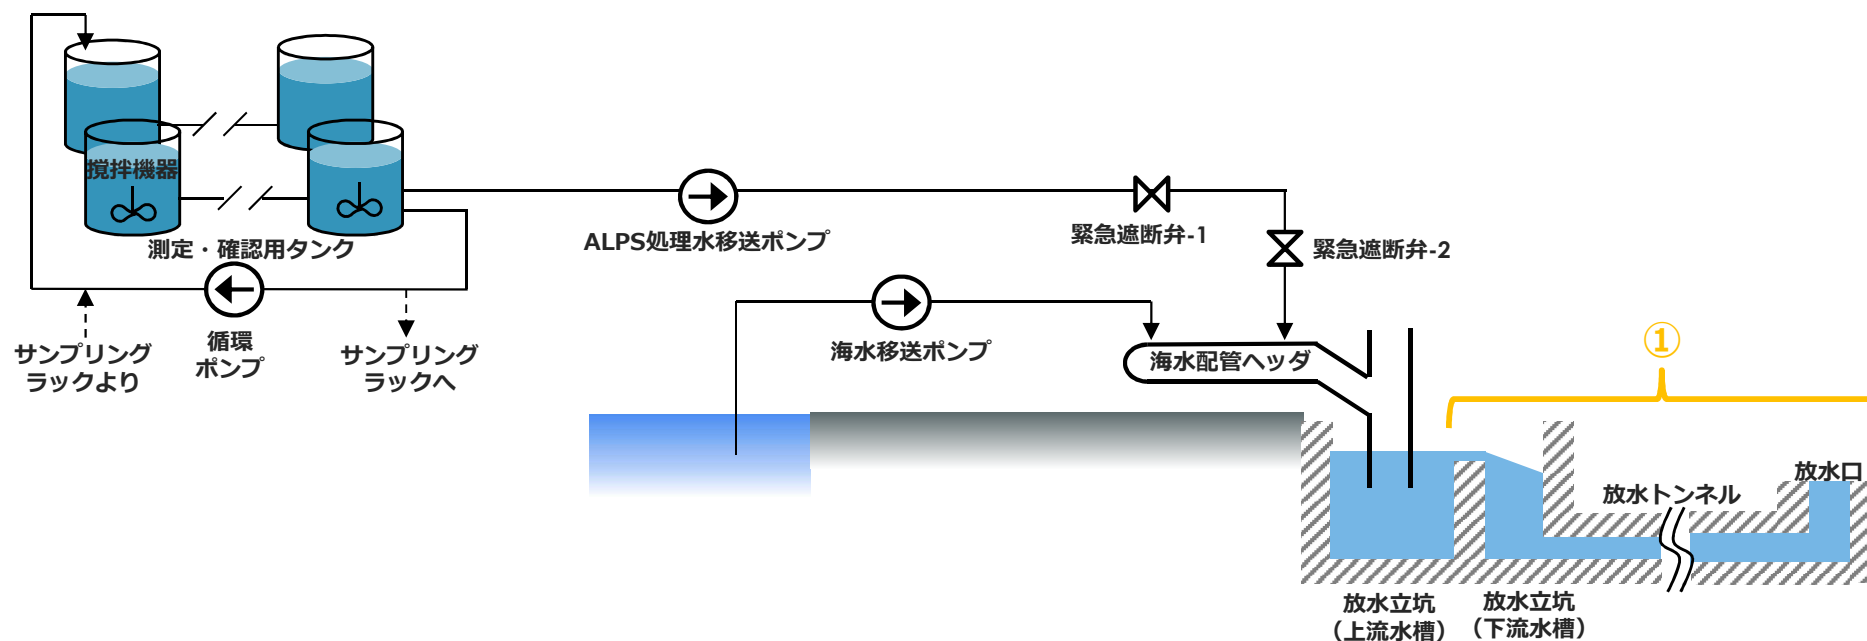 攪拌機器
測定・確認用タンク
循環
ポンプ
サンプリング
ラックより
サンプリング
ラックへ
ALPS処理水移送ポンプ
緊急遮断弁-1
緊急遮断弁-2
海水移送ポンプ
海水配管ヘッダ
①
放水トンネル
放水口
放水立坑
（上流水槽）
放水立坑
（下流水槽）